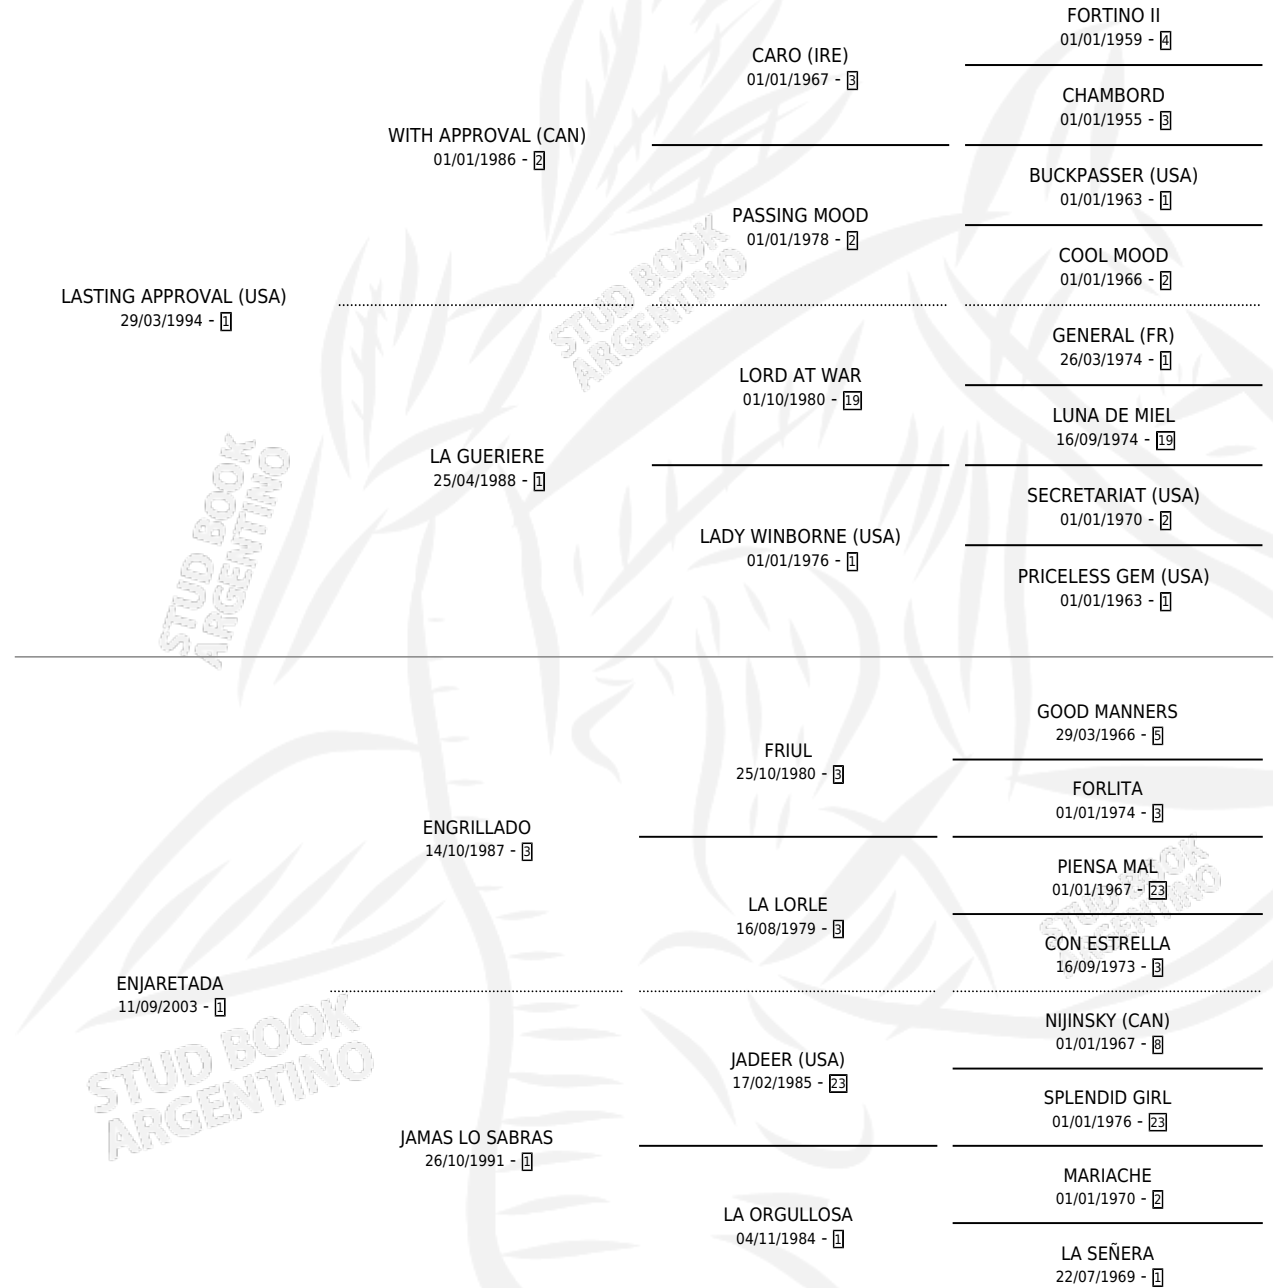 FORTINO II
01/01/1959 - 4
CARO (IRE)
01/01/1967 - 3
CHAMBORD
01/01/1955 - 3
WITH APPROVAL (CAN)
01/01/1986 - 2
BUCKPASSER (USA)
01/01/1963 - 1
PASSING MOOD
01/01/1978 - 2
COOL MOOD
01/01/1966 - 2
LASTING APPROVAL (USA)
29/03/1994 - 1
GENERAL (FR)
26/03/1974 - 1
LORD AT WAR
01/10/1980 - 19
LUNA DE MIEL
16/09/1974 - 19
LA GUERIERE
25/04/1988 - 1
SECRETARIAT (USA)
01/01/1970 - 2
LADY WINBORNE (USA)
01/01/1976 - 1
PRICELESS GEM (USA)
01/01/1963 - 1
STUD BOOK
ARGENTINO
STUD BOOK
ARGENTINO
GOOD MANNERS
29/03/1966 - 5
FRIUL
25/10/1980 - 3
FORLITA
01/01/1974 - 3
ENGRILLADO
14/10/1987 - 3
PIENSA MAL
01/01/1967 - 23
LA LORLE
16/08/1979 - 3
CON ESTRELLA
16/09/1973 - 3
STUD BOOK
ARGENTINO
ENJARETADA
11/09/2003 - 1
NIJINSKY (CAN)
01/01/1967 - 8
JADEER (USA)
17/02/1985 - 23
SPLENDID GIRL
01/01/1976 - 23
STUD BOOK
ARGENTINO
JAMAS LO SABRAS
26/10/1991 - 1
MARIACHE
01/01/1970 - 2
LA ORGULLOSA
04/11/1984 - 1
LA SEÑERA
22/07/1969 - 1